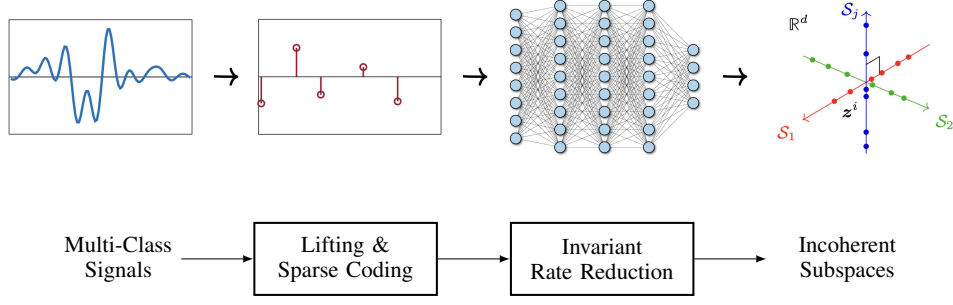 ℝ^d
𝒮_j
z^i
𝒮_1
𝒮_2
Multi-Class
Signals
Lifting &
Sparse Coding
Invariant
Rate Reduction
Incoherent
Subspaces